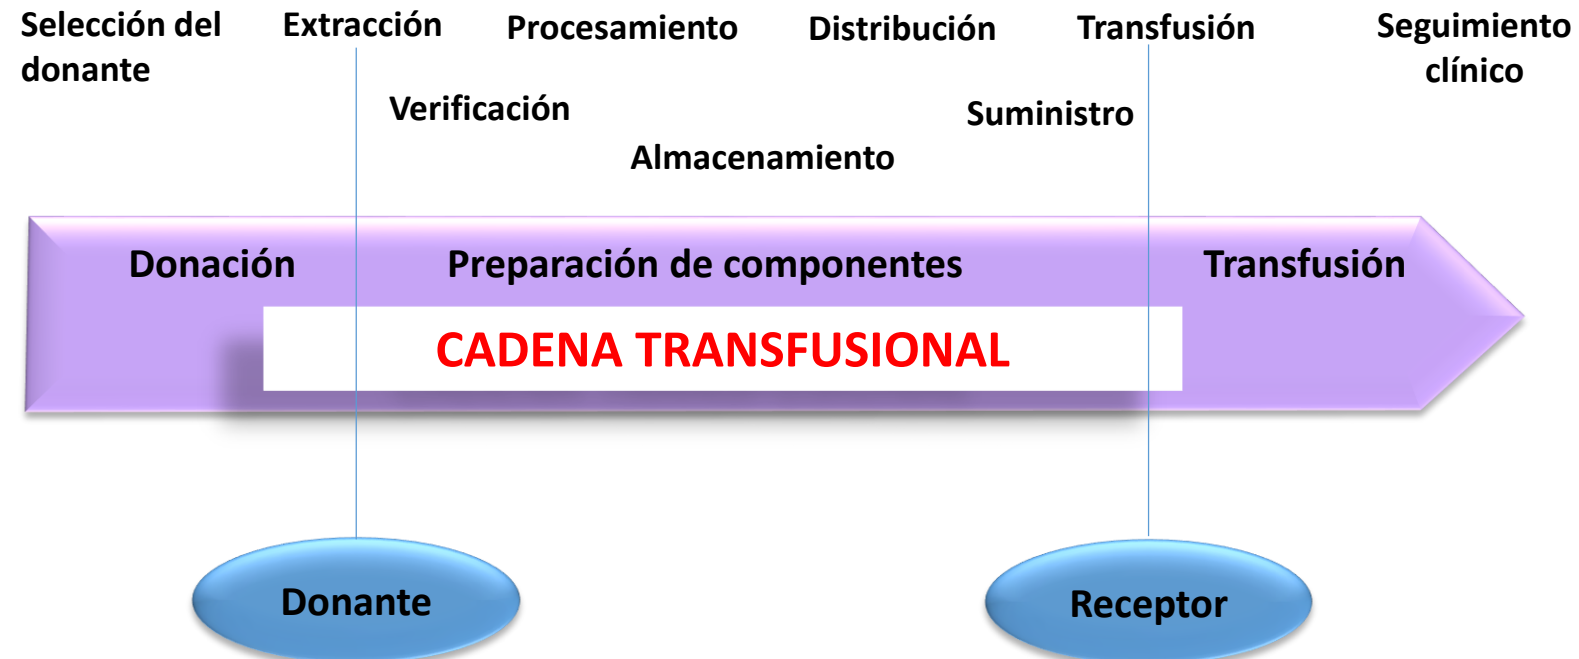 Selección del
donante
Extracción
Procesamiento
Distribución
Transfusión
Seguimiento
clínico
Verificación
Suministro
Almacenamiento
Donación
Preparación de componentes
Transfusión
CADENA TRANSFUSIONAL
Donante
Receptor